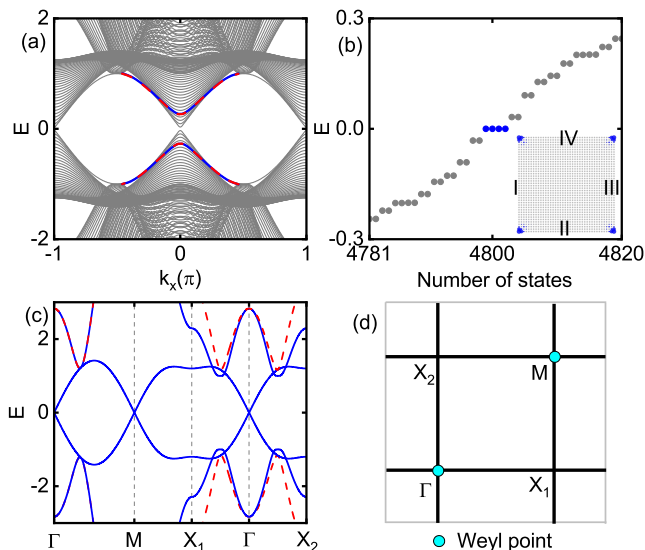 (a)
2
E
0
-2
-1
0
1
kₓ(π)
(b)
0.3
E
0.0
-0.3
4781
4800
4820
Number of states
I
II
III
IV
(c)
2
E
0
-2
Γ
M
X₁
Γ
X₂
(d)
X₂
M
Γ
X₁
Weyl point